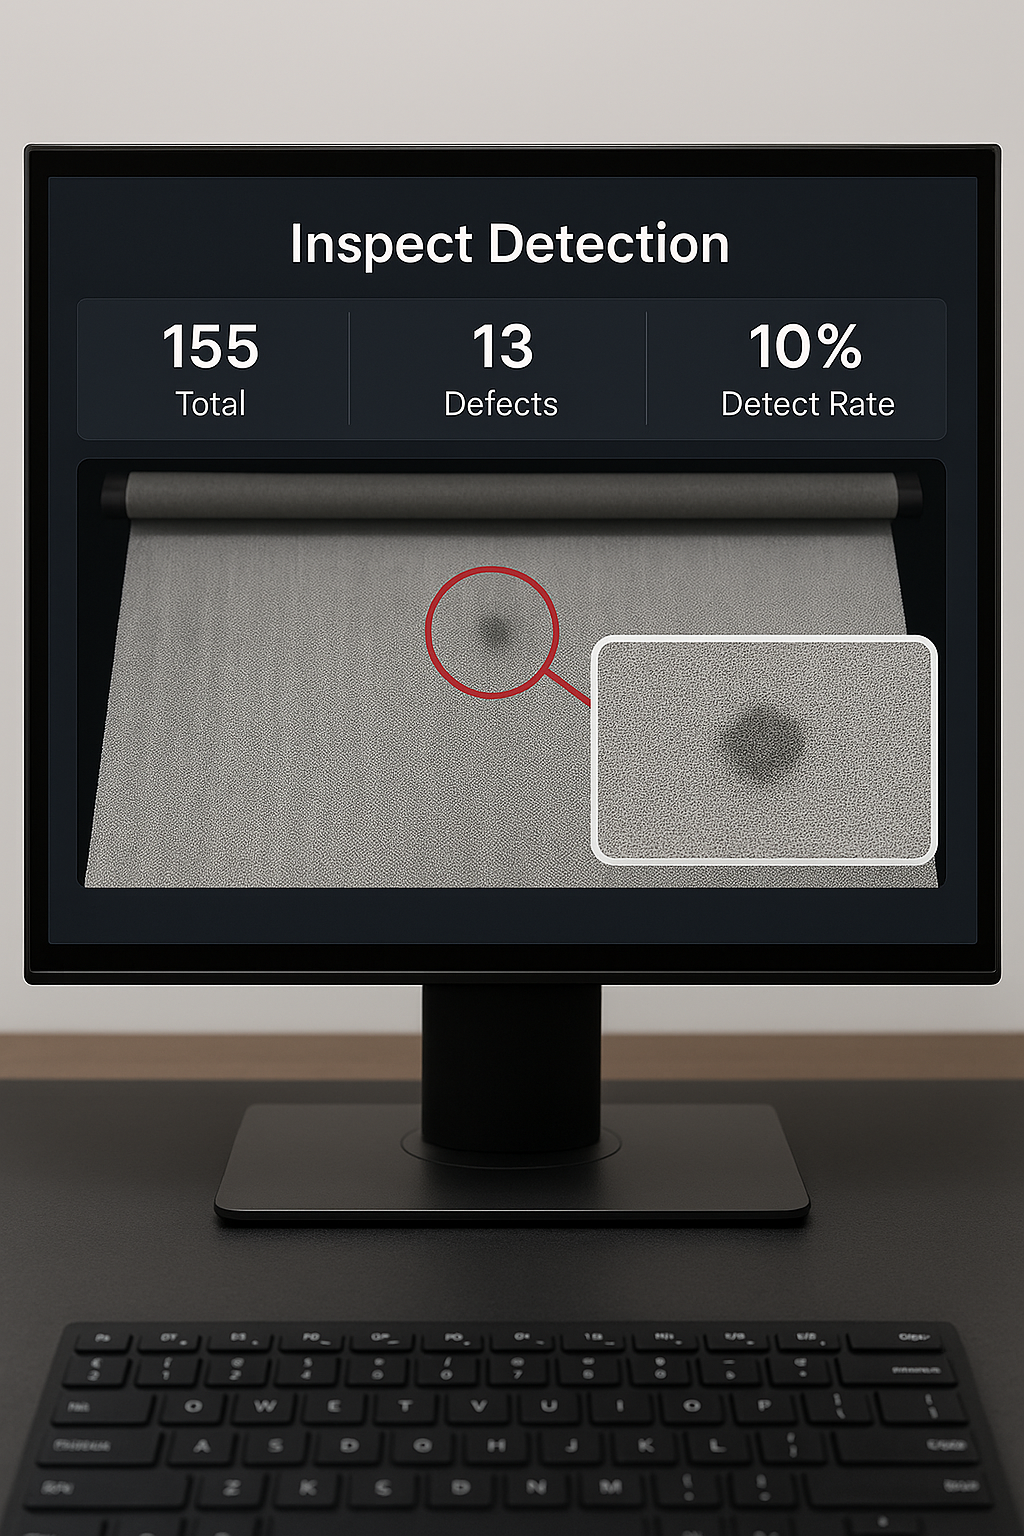 Inspect Detection
155
13
10%
Total
Defects
Detect Rate
O W E T V U I O P
A S D O H J K L
Z K C D N M